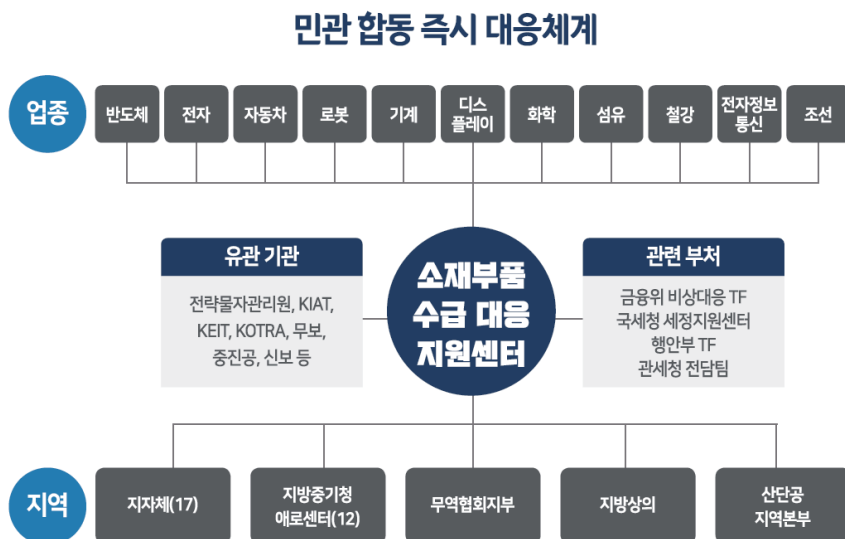 민관 합동 즉시 대응체계
업종
반도체
전자
자동차
로봇
기계
디스
플레이
화학
섬유
철강
전자정보
통신
조선
유관 기관
전략물자관리원, KIAT,
KEIT, KOTRA, 무보,
중진공, 신보 등
소재부품
수급 대응
지원센터
관련 부처
금융위 비상대응 TF
국세청 세정지원센터
행안부 TF
관세청 전담팀
지역
지자체(17)
지방중기청
애로센터(12)
무역협회지부
지방상의
산단공
지역본부